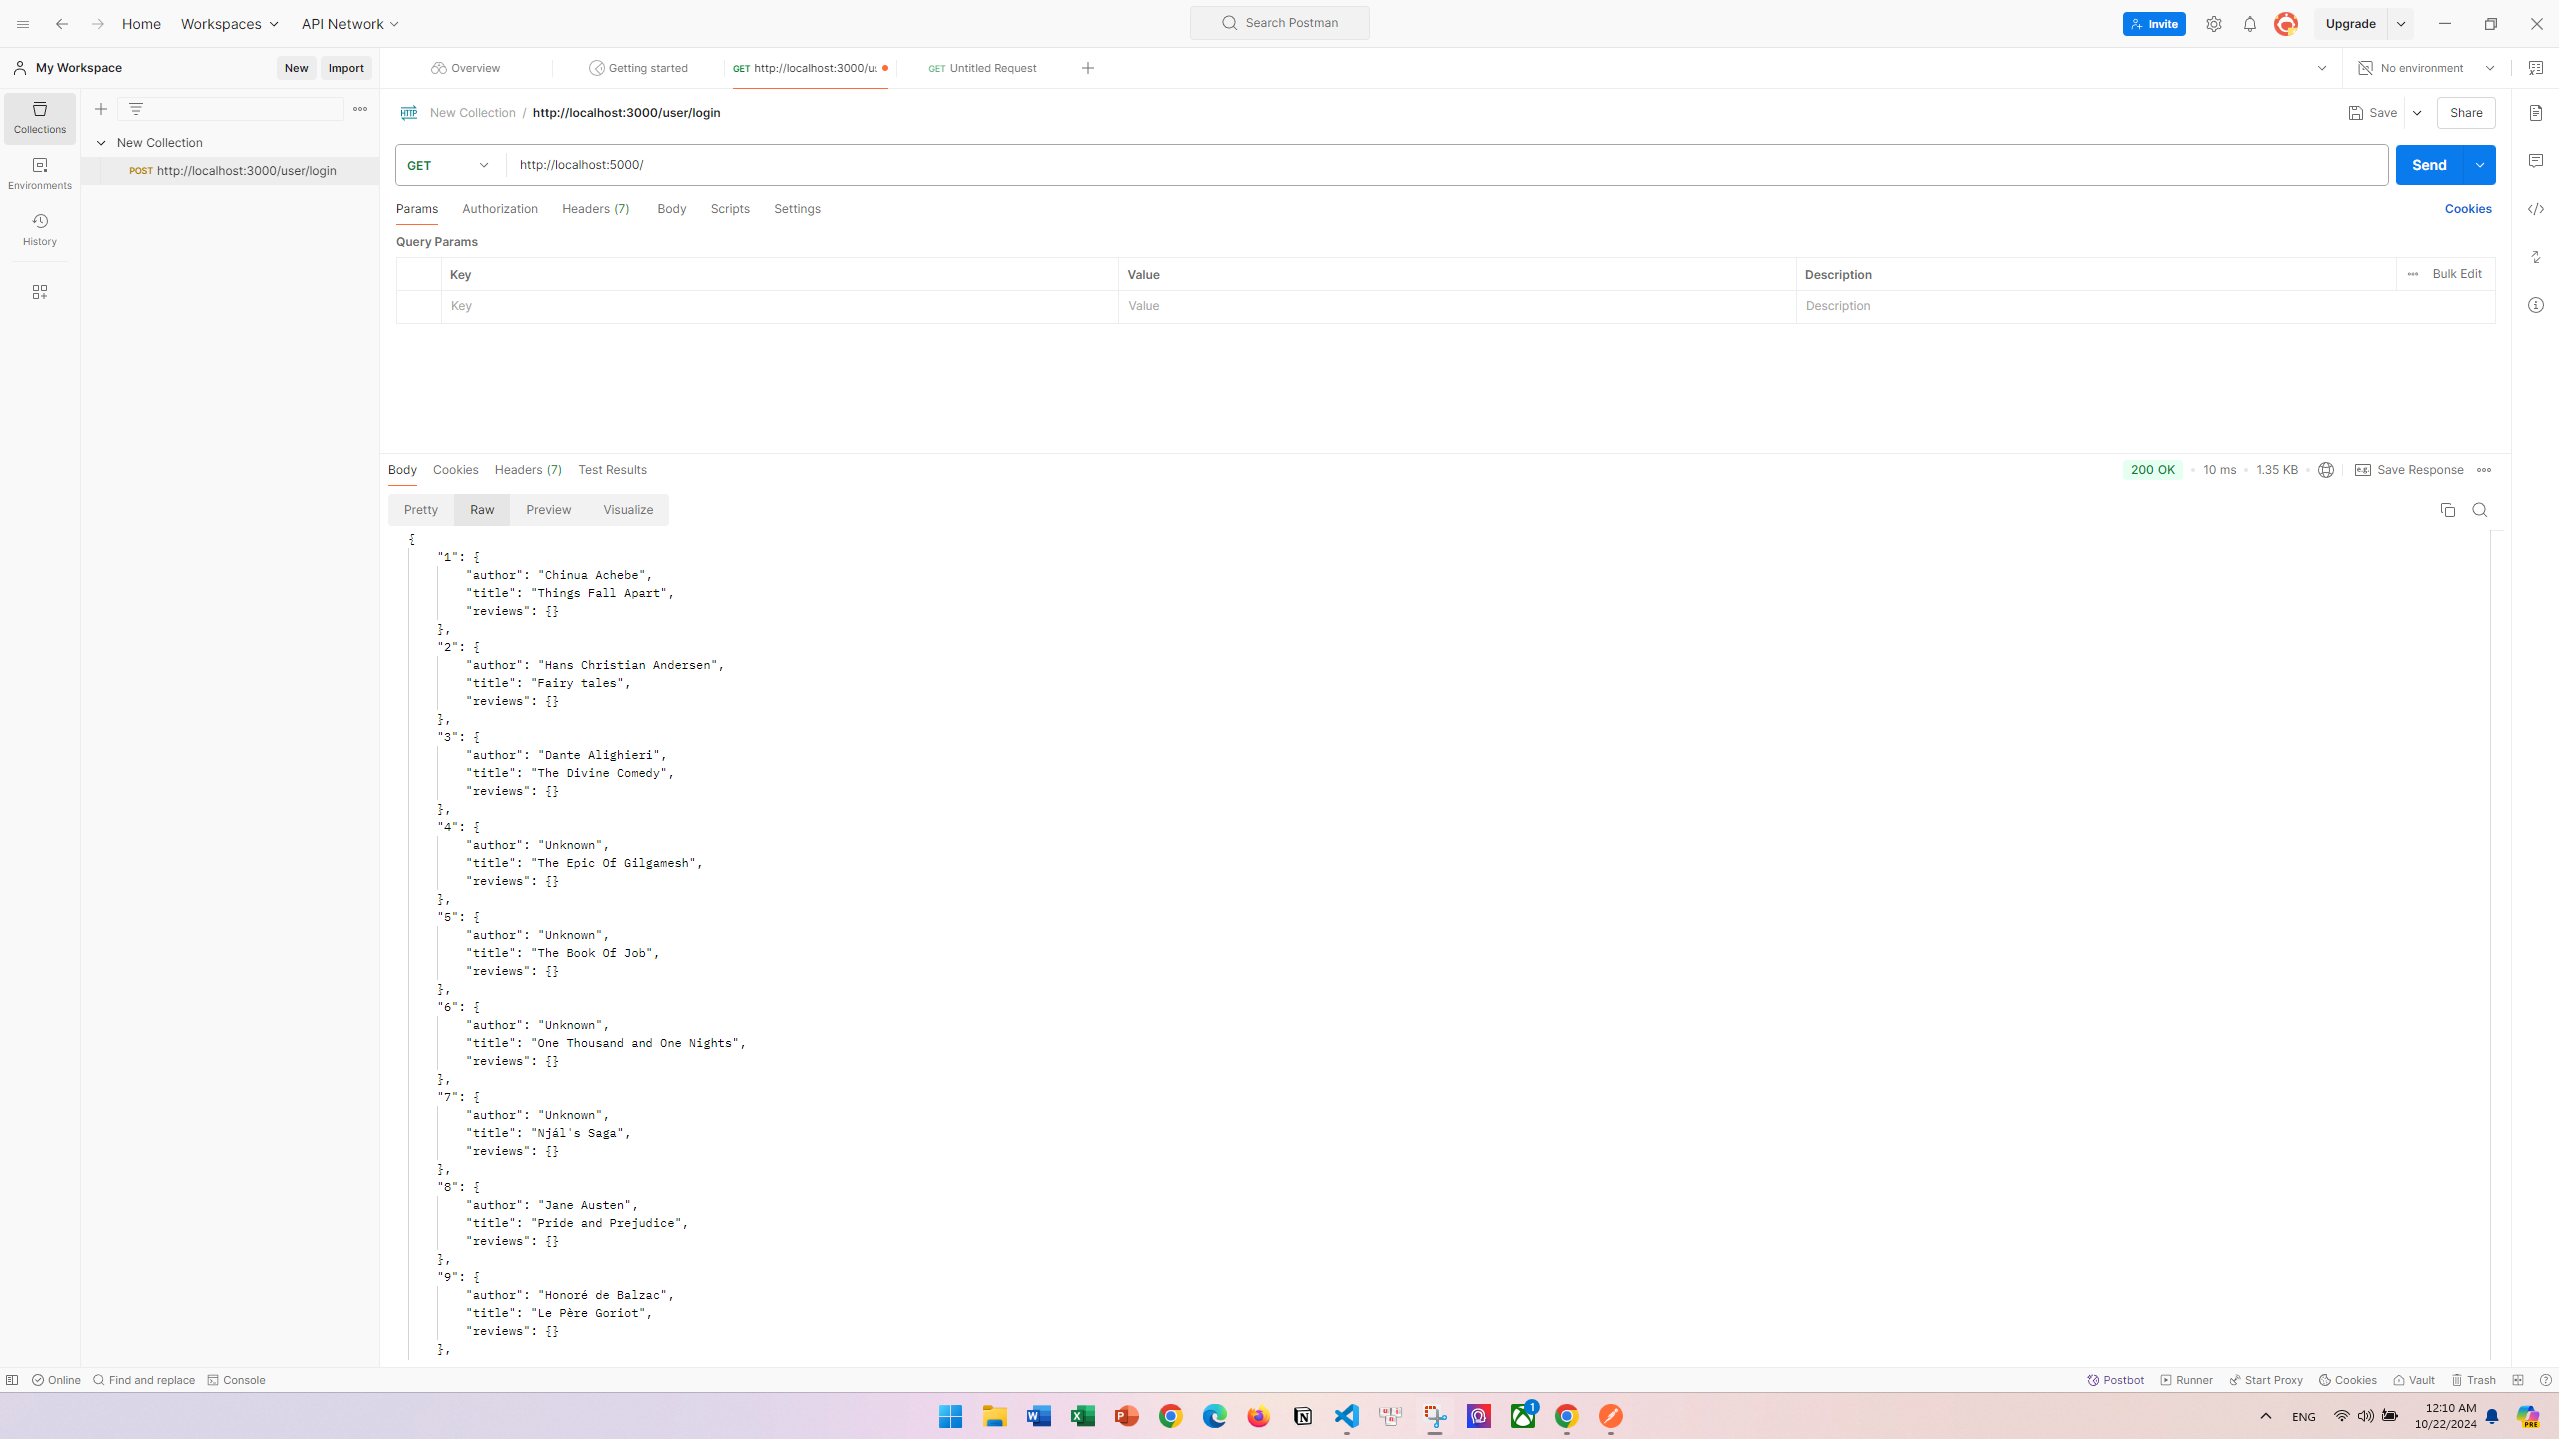 Home Workspaces API Network Search Postman Invite Upgrade
My Workspace New Import Overview Getting started GET http://localhost:3000/u: GET Untitled Request No environment
Collections
Environments
History
New Collection
POST http://localhost:3000/user/login
HTTP New Collection / http://localhost:3000/user/login Save Share
GET http://localhost:5000/ Send
Params Authorization Headers (7) Body Scripts Settings Cookies
Query Params
Key Value Description Bulk Edit
Key Value Description
Body Cookies Headers (7) Test Results 200 OK 10 ms 1.35 KB e.g. Save Response
Pretty Raw Preview Visualize
{
"1": {
"author": "Chinua Achebe",
"title": "Things Fall Apart",
"reviews": {}
},
"2": {
"author": "Hans Christian Andersen",
"title": "Fairy tales",
"reviews": {}
},
"3": {
"author": "Dante Alighieri",
"title": "The Divine Comedy",
"reviews": {}
},
"4": {
"author": "Unknown",
"title": "The Epic Of Gilgamesh",
"reviews": {}
},
"5": {
"author": "Unknown",
"title": "The Book Of Job",
"reviews": {}
},
"6": {
"author": "Unknown",
"title": "One Thousand and One Nights",
"reviews": {}
},
"7": {
"author": "Unknown",
"title": "Njál's Saga",
"reviews": {}
},
"8": {
"author": "Jane Austen",
"title": "Pride and Prejudice",
"reviews": {}
},
"9": {
"author": "Honoré de Balzac",
"title": "Le Père Goriot",
"reviews": {}
},
Online Find and replace Console Postbot Runner Start Proxy Cookies Vault Trash
1 ENG 12:10 AM
10/22/2024 PRE